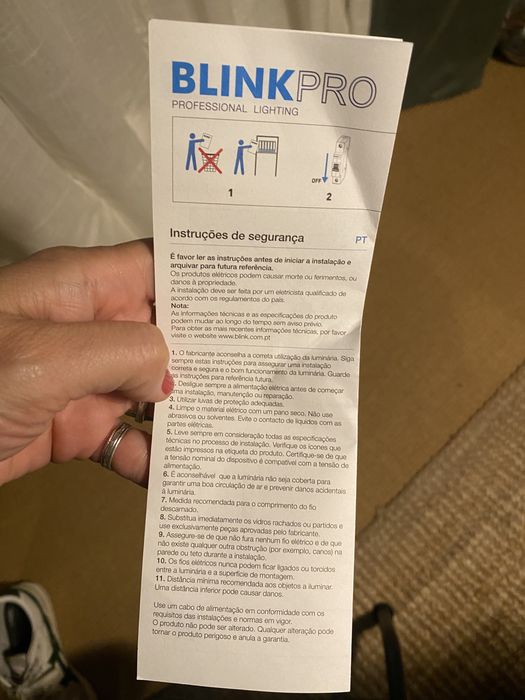 BLINKPRO
PROFESSIONAL LIGHTING
OFF
1
2
Instruções de segurança
PT
É favor ler as instruções antes de iniciar a instalação e
arquivar para futura referência.
Os produtos elétricos podem causar morte ou ferimentos, ou
danos à propriedade.
A instalação deve ser feita por um eletricista qualificado de
acordo com os regulamentos do país.
Nota:
As informações técnicas e as especificações do produto
podem mudar ao longo do tempo sem aviso prévio.
Para obter as mais recentes informações técnicas, por favor
visite o website www.blink.com.pt
1. O fabricante aconselha a correta utilização da luminária. Siga
sempre estas instruções para assegurar uma instalação
correta e segura e o bom funcionamento da luminária. Guarde
as instruções para referência futura.
2. Desligue sempre a alimentação elétrica antes de começar
uma instalação, manutenção ou reparação.
3. Utilizar luvas de proteção adequadas.
4. Limpe o material elétrico com um pano seco. Não use
abrasivos ou solventes. Evite o contacto de líquidos com as
partes elétricas.
5. Leve sempre em consideração todas as especificações
técnicas no processo de instalação. Verifique os ícones que
estão impressos na etiqueta do produto. Certifique-se de que
a tensão nominal do dispositivo é compatível com a tensão de
alimentação.
6. É aconselhável que a luminária não seja coberta para
garantir uma boa circulação de ar e prevenir danos acidentais
à luminária.
7. Medida recomendada para o comprimento do fio
descarnado.
8. Substitua imediatamente os vidros rachados ou partidos e
use exclusivamente peças aprovadas pelo fabricante.
9. Assegure-se de que não fura nenhum fio elétrico e de que
não existe qualquer outra obstrução (por exemplo, canos) na
parede ou teto durante a instalação.
10. Os fios elétricos nunca podem ficar ligados ou torcidos
entre a luminária e a superfície de montagem.
11. Distância mínima recomendada aos objetos a iluminar.
Uma distância inferior pode causar danos.
Use um cabo de alimentação em conformidade com os
requisitos das instalações e normas em vigor.
O produto não pode ser alterado. Qualquer alteração pode
tornar o produto perigoso e anula a garantia.